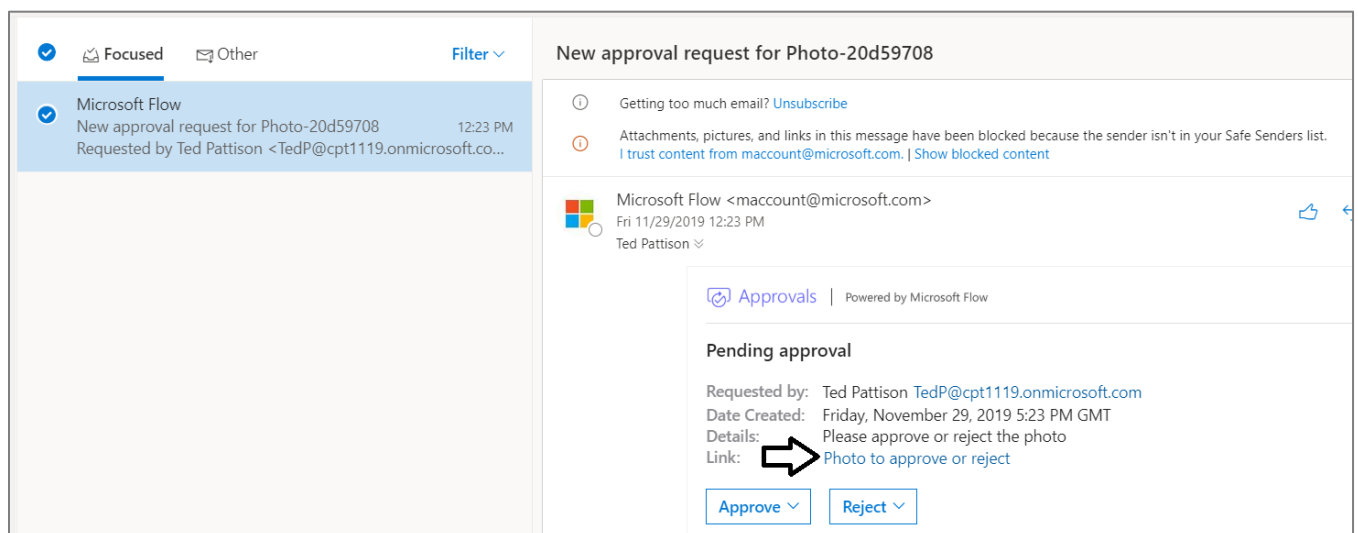 Focused
Other
Filter
Microsoft Flow
New approval request for Photo-20d59708
12:23 PM
Requested by Ted Pattison <TedP@cpt1119.onmicrosoft.co...
New approval request for Photo-20d59708
Getting too much email? Unsubscribe
Attachments, pictures, and links in this message have been blocked because the sender isn't in your Safe Senders list.
I trust content from maccount@microsoft.com. | Show blocked content
Microsoft Flow <maccount@microsoft.com>
Fri 11/29/2019 12:23 PM
Ted Pattison
Approvals | Powered by Microsoft Flow
Pending approval
Requested by: Ted Pattison TedP@cpt1119.onmicrosoft.com
Date Created: Friday, November 29, 2019 5:23 PM GMT
Details: Please approve or reject the photo
Link: Photo to approve or reject
Approve
Reject